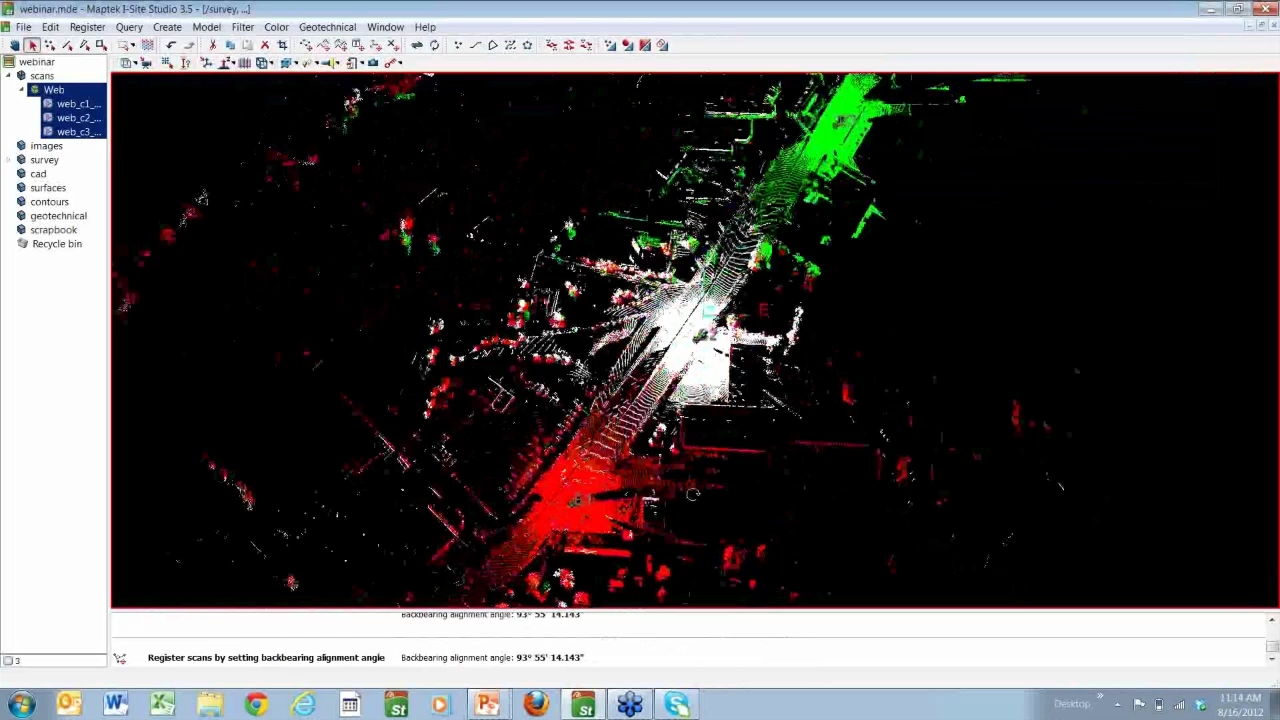 webinar.mde - Maptek I-Site Studio 3.5 - [/survey, ...]
File Edit Register Query Create Model Filter Color Geotechnical Window Help
webinar
scans
Web
web_c1_...
web_c2_...
web_c3_...
images
survey
cad
surfaces
contours
geotechnical
scrapbook
Recycle bin
E
Backbearing alignment angle: 93° 55' 14.143"
Register scans by setting backbearing alignment angle Backbearing alignment angle: 93° 55' 14.143"
3
Desktop
11:14 AM
8/16/2012